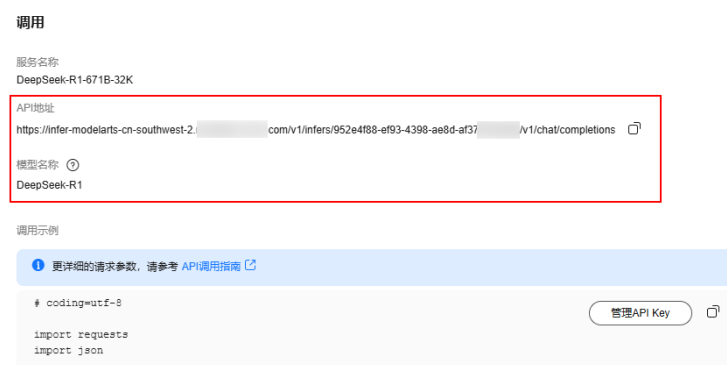 调用
服务名称
DeepSeek-R1-671B-32K
API地址
https://infer-modelarts-cn-southwest-2. com/v1/infers/952e4f88-ef93-4398-ae8d-af37 /v1/chat/completions
模型名称
DeepSeek-R1
调用示例
更详细的请求参数，请参考 API调用指南
# coding=utf-8
管理API Key
import requests
import json